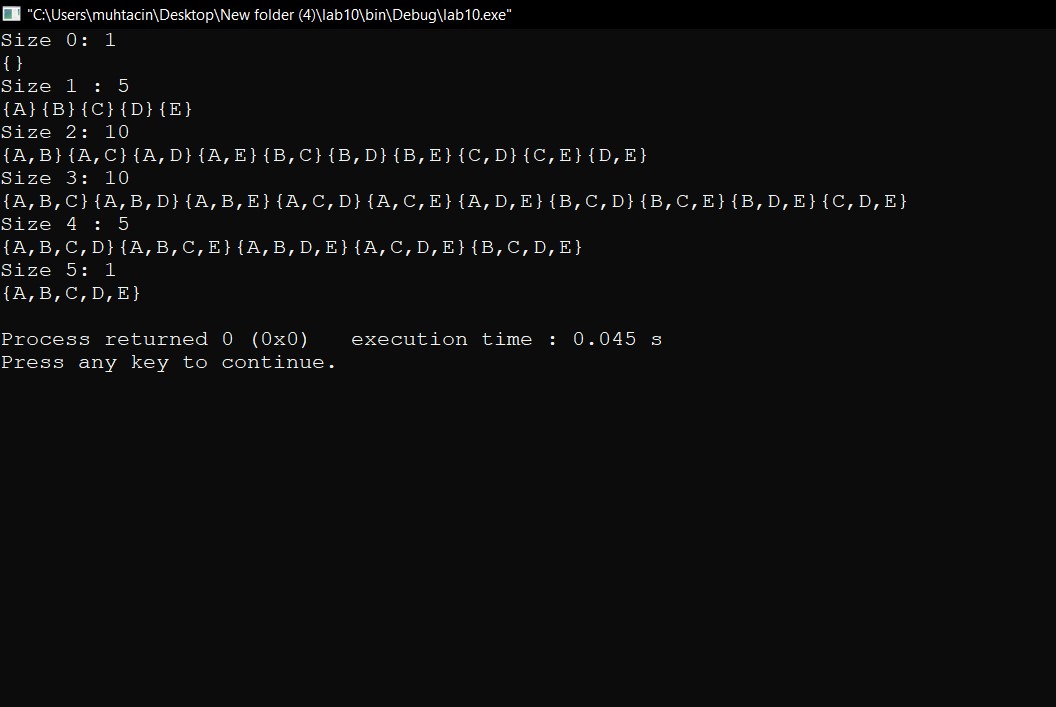 "C:\Users\muhtacin\Desktop\New folder (4)\lab10\bin\Debug\lab10.exe"
Size 0: 1
{}
Size 1 : 5
{A}{B}{C}{D}{E}
Size 2: 10
{A,B}{A,C}{A,D}{A,E}{B,C}{B,D}{B,E}{C,D}{C,E}{D,E}
Size 3: 10
{A,B,C}{A,B,D}{A,B,E}{A,C,D}{A,C,E}{A,D,E}{B,C,D}{B,C,E}{B,D,E}{C,D,E}
Size 4 : 5
{A,B,C,D}{A,B,C,E}{A,B,D,E}{A,C,D,E}{B,C,D,E}
Size 5: 1
{A,B,C,D,E}
Process returned 0 (0x0)   execution time : 0.045 s
Press any key to continue.